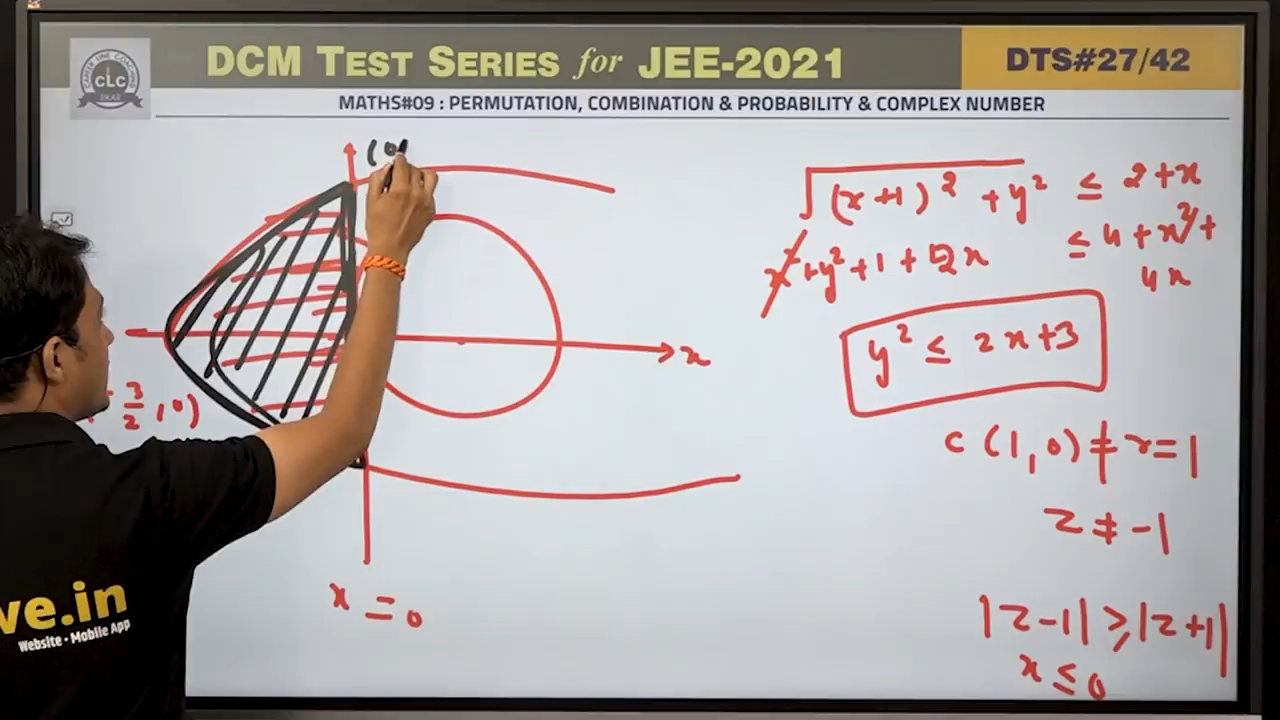 DCM TEST SERIES for JEE-2021
DTS#27/42
CLC
MATHS#09 : PERMUTATION, COMBINATION & PROBABILITY & COMPLEX NUMBER
(0,
√(x+1)² + y² ≤ 2+x
x² + y² + 1 + 2x ≤ 4 + x² +
4x
y² ≤ 2x+3
x
3/2 , 0)
C (1, 0) ≠ r = 1
z ≠ -1
x = 0
|z-1| ≥ |z+1|
x ≤ 0
ve.in
Website • Mobile App